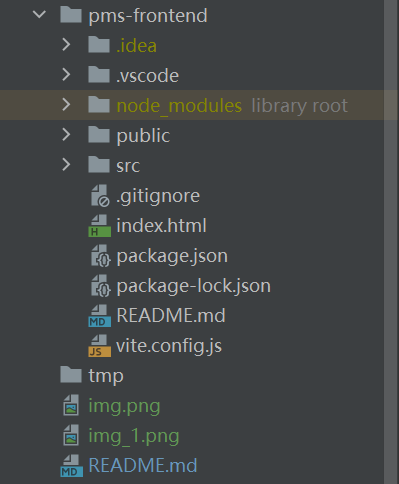 pms-frontend
.idea
.vscode
node_modules library root
public
src
.gitignore
index.html
package.json
package-lock.json
README.md
vite.config.js
tmp
img.png
img_1.png
README.md